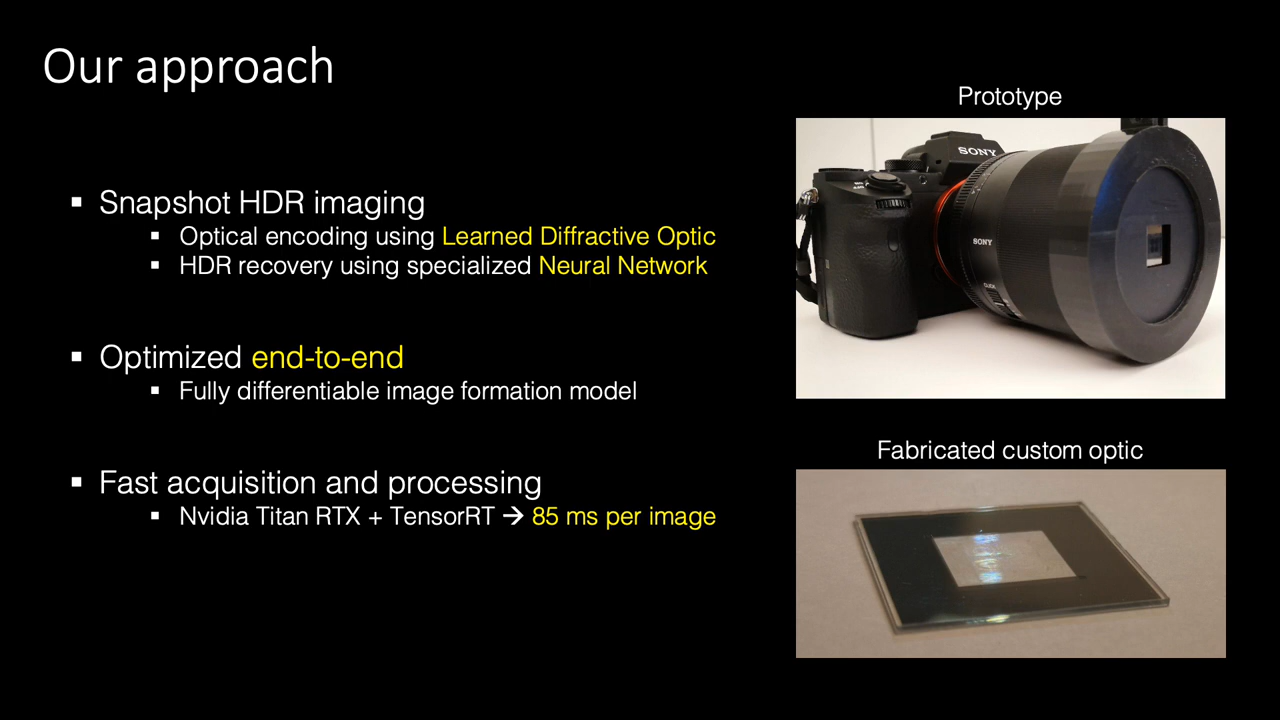 Our approach
Prototype
▪ Snapshot HDR imaging
▪ Optical encoding using Learned Diffractive Optic
▪ HDR recovery using specialized Neural Network
▪ Optimized end-to-end
▪ Fully differentiable image formation model
▪ Fast acquisition and processing
▪ Nvidia Titan RTX + TensorRT → 85 ms per image
SONY
SONY
Fabricated custom optic